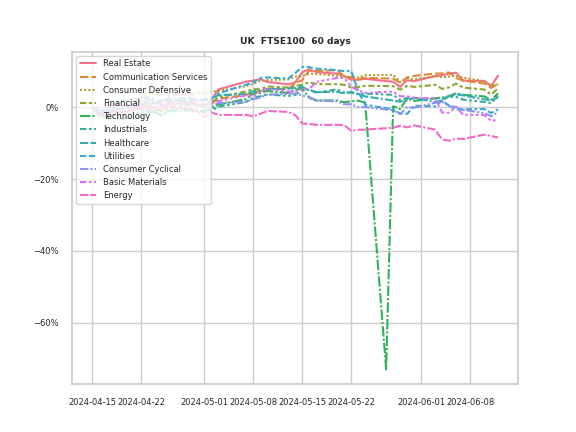 UK FTSE100 60 days
Real Estate
Communication Services
Consumer Defensive
Financial
Technology
Industrials
Healthcare
Utilities
Consumer Cyclical
Basic Materials
Energy
0%
−20%
−40%
−60%
2024-04-15 2024-04-22 2024-05-01 2024-05-08 2024-05-15 2024-05-22 2024-06-01 2024-06-08